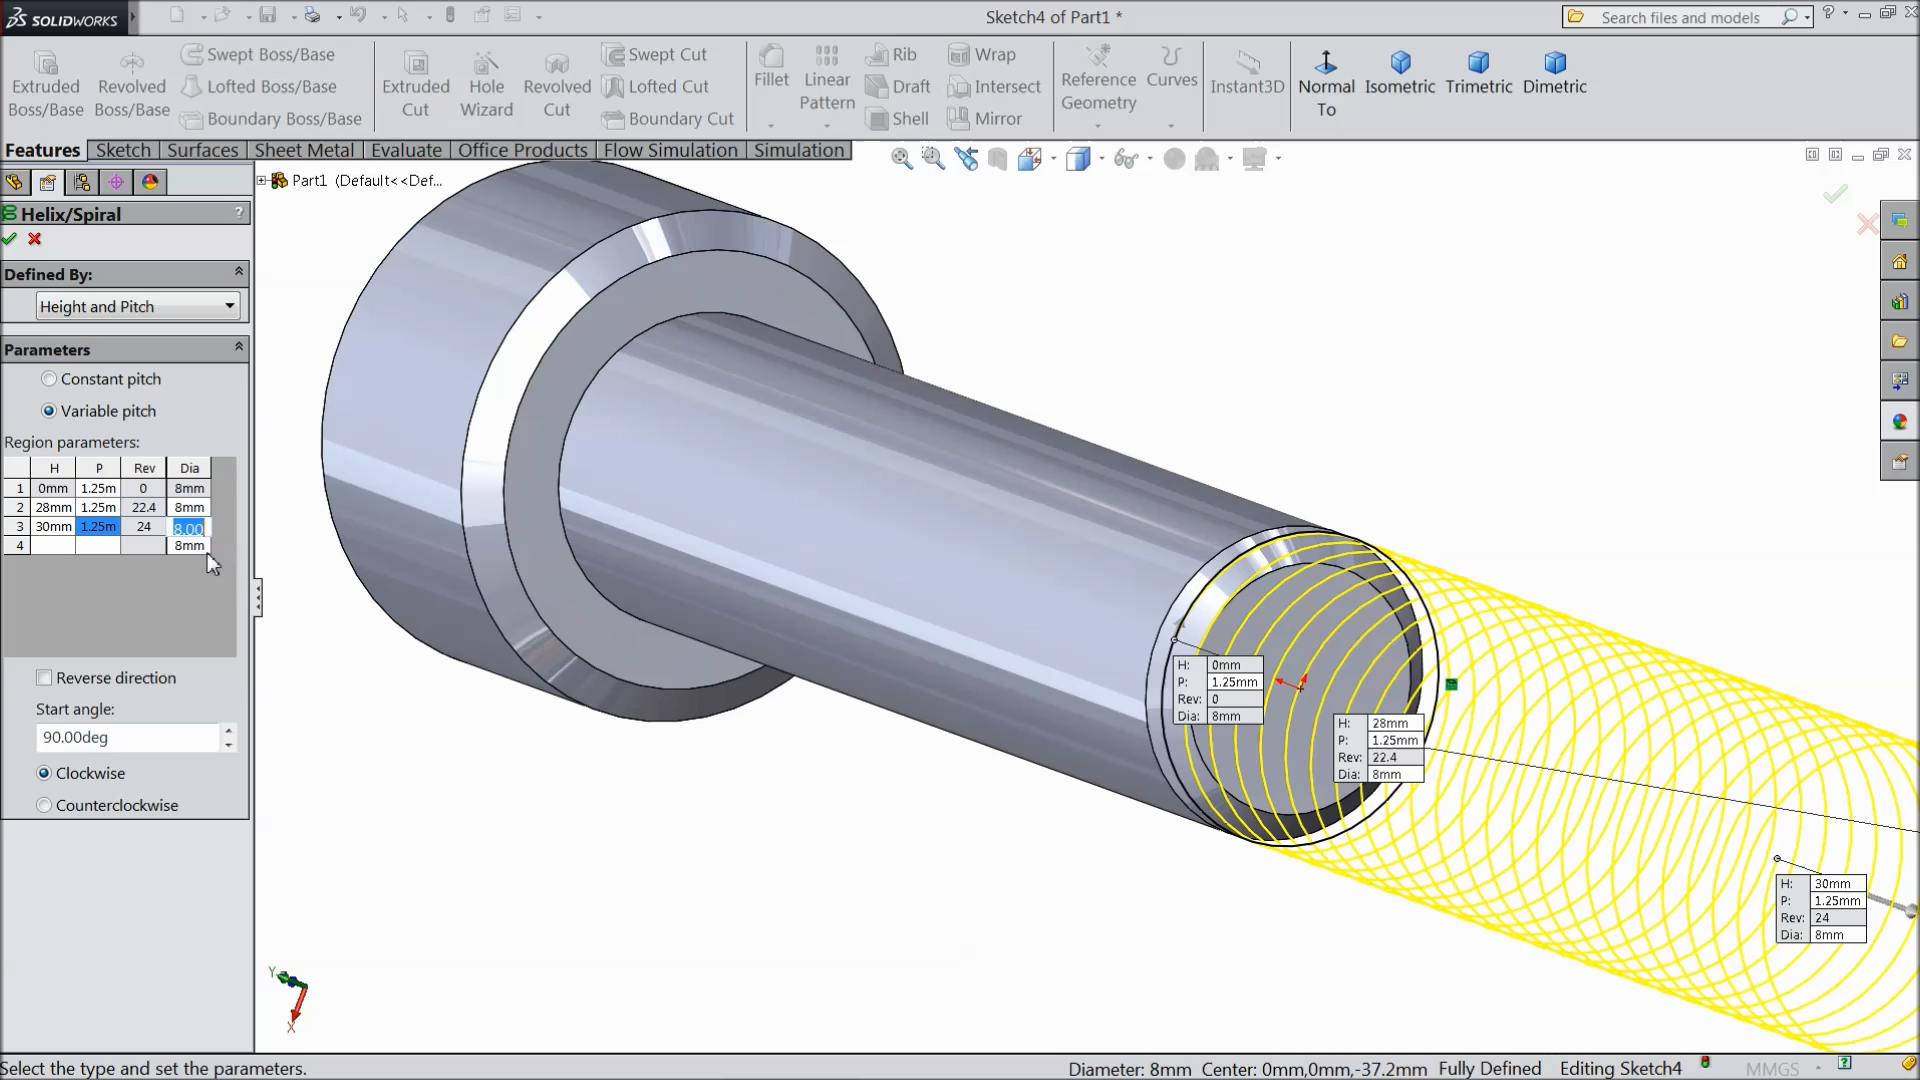 SOLIDWORKS
Sketch4 of Part1 *
Search files and models
Extruded Boss/Base
Revolved Boss/Base
Swept Boss/Base
Lofted Boss/Base
Boundary Boss/Base
Extruded Cut
Hole Wizard
Revolved Cut
Swept Cut
Lofted Cut
Boundary Cut
Fillet
Linear Pattern
Rib
Draft
Shell
Wrap
Intersect
Mirror
Reference Geometry
Curves
Instant3D
Normal To
Isometric
Trimetric
Dimetric
Features Sketch Surfaces Sheet Metal Evaluate Office Products Flow Simulation Simulation
Part1 (Default<<Def...
Helix/Spiral ?
Defined By:
Height and Pitch
Parameters
Constant pitch
Variable pitch
Region parameters:
H P Rev Dia
1 0mm 1.25m 0 8mm
2 28mm 1.25m 22.4 8mm
3 30mm 1.25m 24 8.00
4 8mm
Reverse direction
Start angle:
90.00deg
Clockwise
Counterclockwise
H: 0mm
P: 1.25mm
Rev: 0
Dia: 8mm
H: 28mm
P: 1.25mm
Rev: 22.4
Dia: 8mm
H: 30mm
P: 1.25mm
Rev: 24
Dia: 8mm
Y
X
Select the type and set the parameters.
Diameter: 8mm Center: 0mm,0mm,-37.2mm Fully Defined Editing Sketch4 MMGS